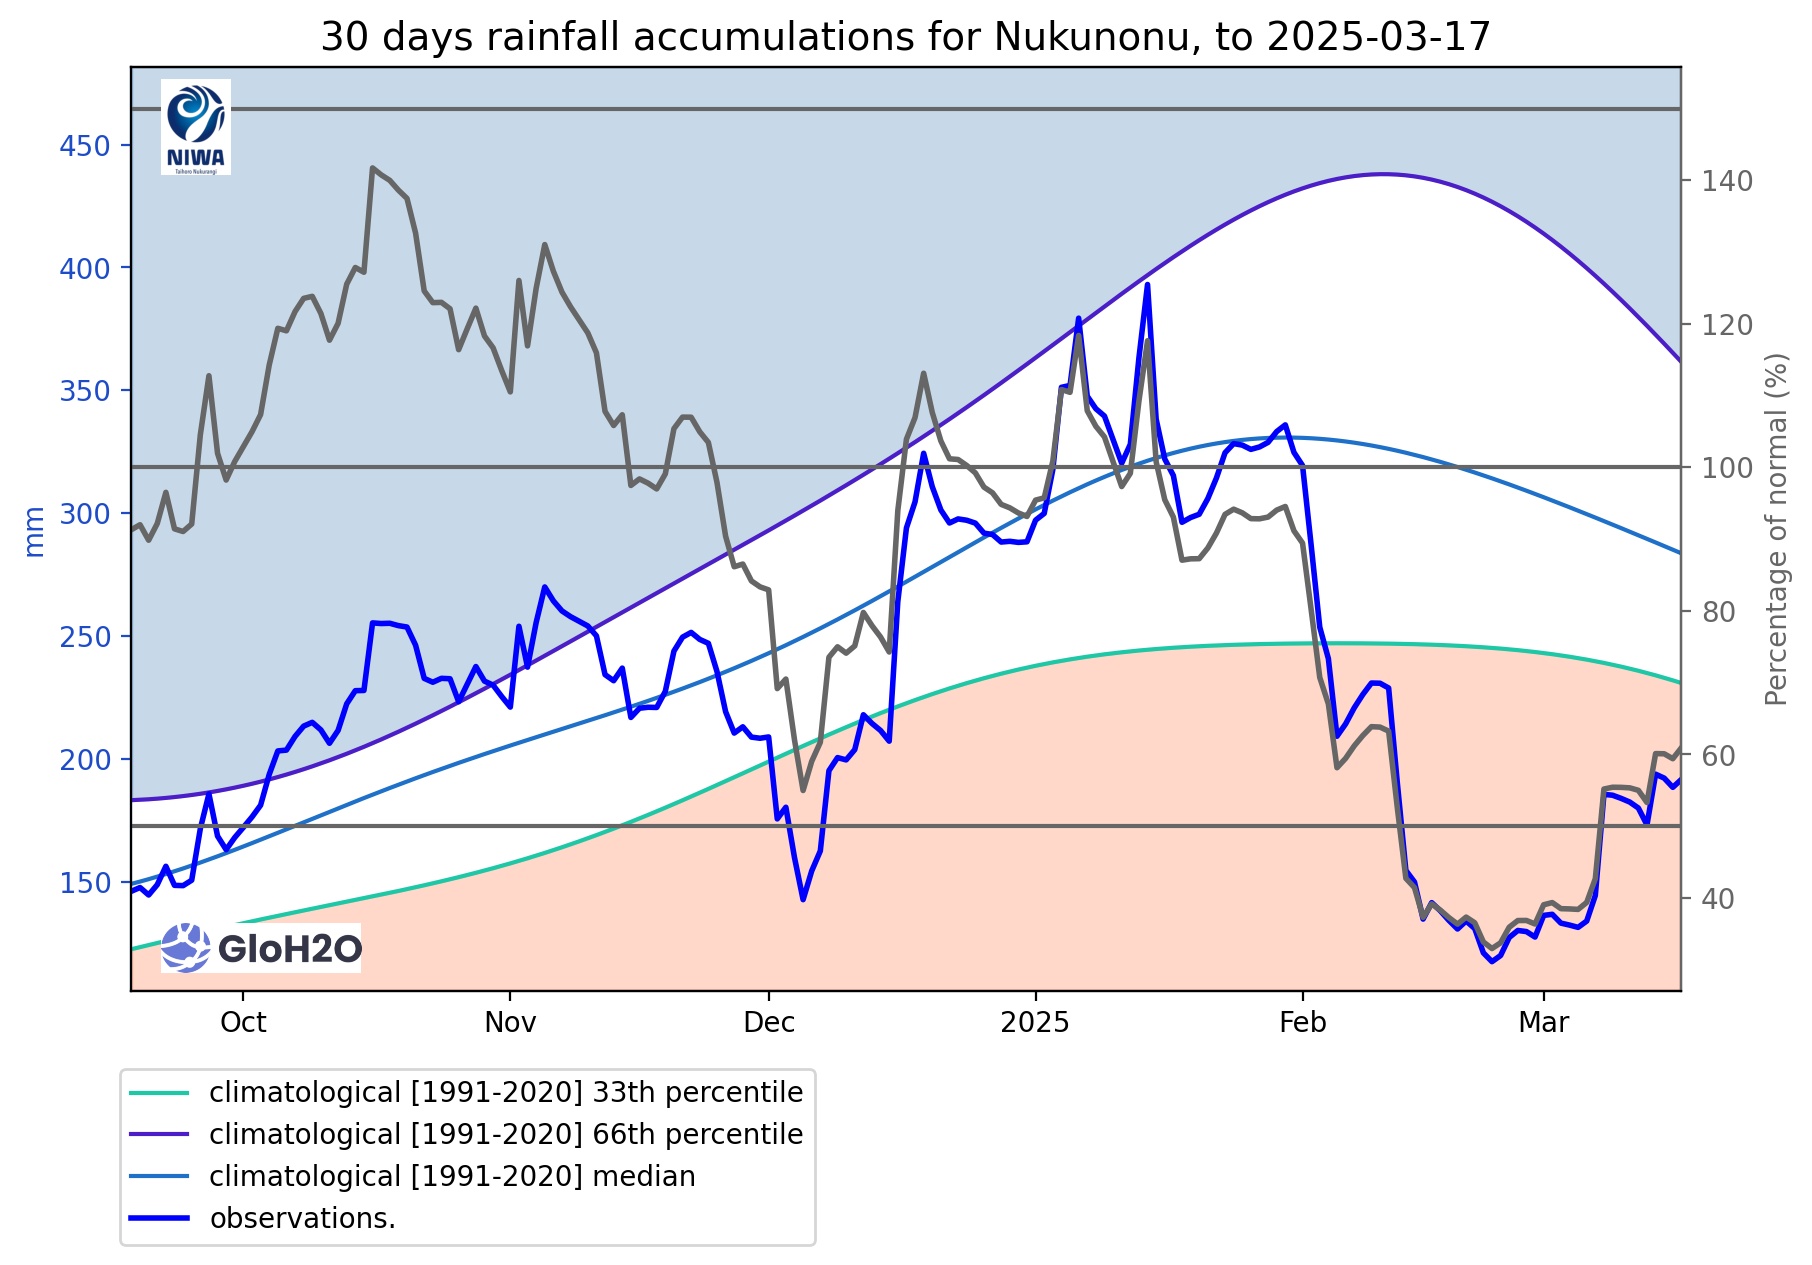 30 days rainfall accumulations for Nukunonu, to 2025-03-17
NIWA
Taihoro Nukurangi
450
400
350
300
250
200
150
mm
140
120
100
80
60
40
Percentage of normal (%)
GloH2O
Oct Nov Dec 2025 Feb Mar
climatological [1991-2020] 33th percentile
climatological [1991-2020] 66th percentile
climatological [1991-2020] median
observations.